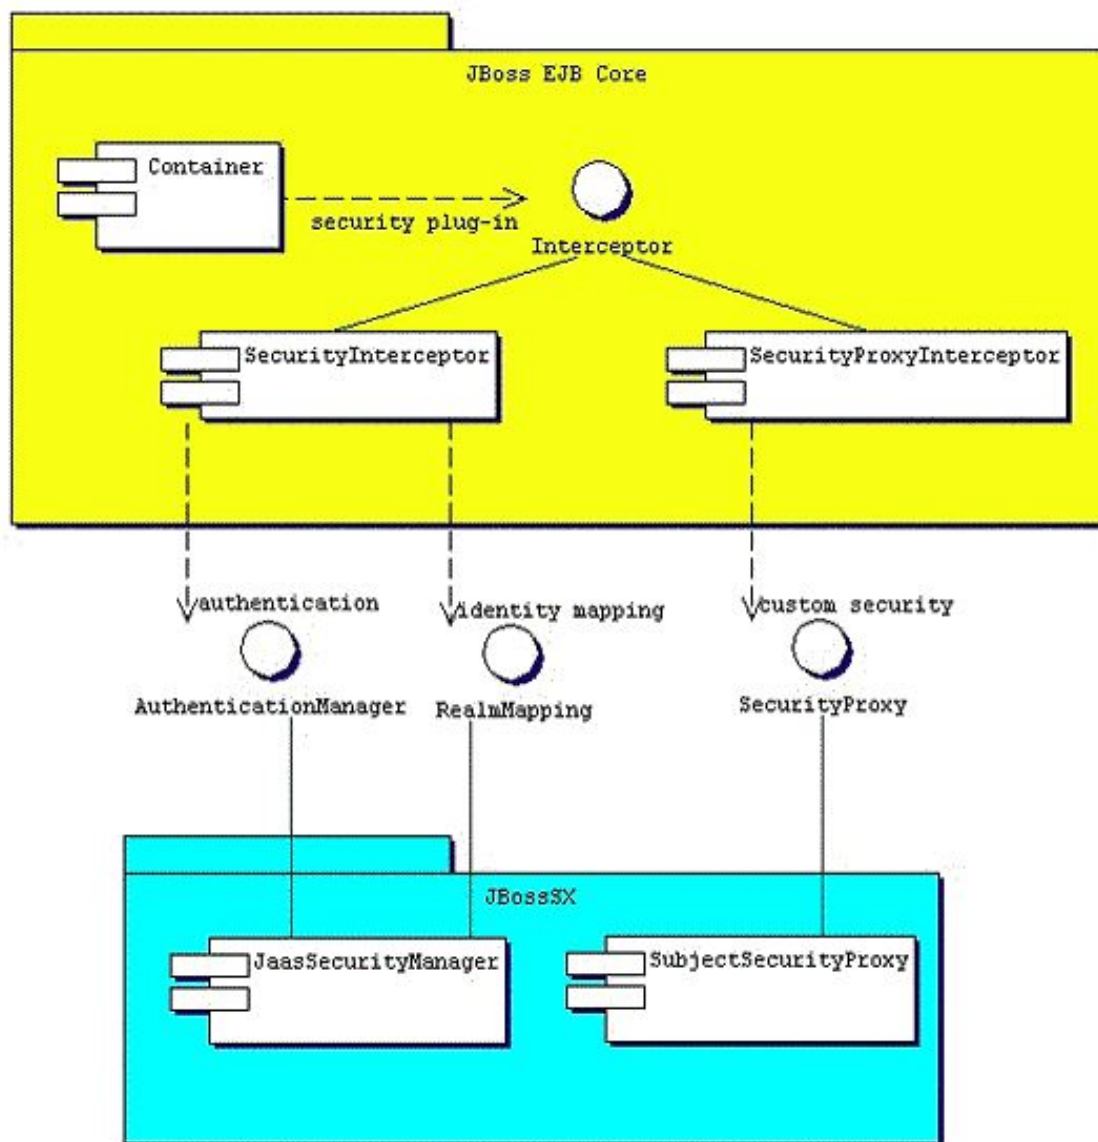 JBoss EJB Core
Container
security plug-in
Interceptor
SecurityInterceptor
SecurityProxyInterceptor
authentication
identity mapping
custom security
AuthenticationManager
RealmMapping
SecurityProxy
JBossSX
JaasSecurityManager
SubjectSecurityProxy